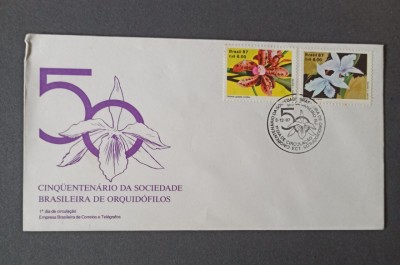 Brasil 87
Brasil 87
50
CINQÜENTENÁRIO DA SOCIEDADE
BRASILEIRA DE ORQUIDÓFILOS
1º dia de circulação
Empresa Brasileira de Correios e Telégrafos
50